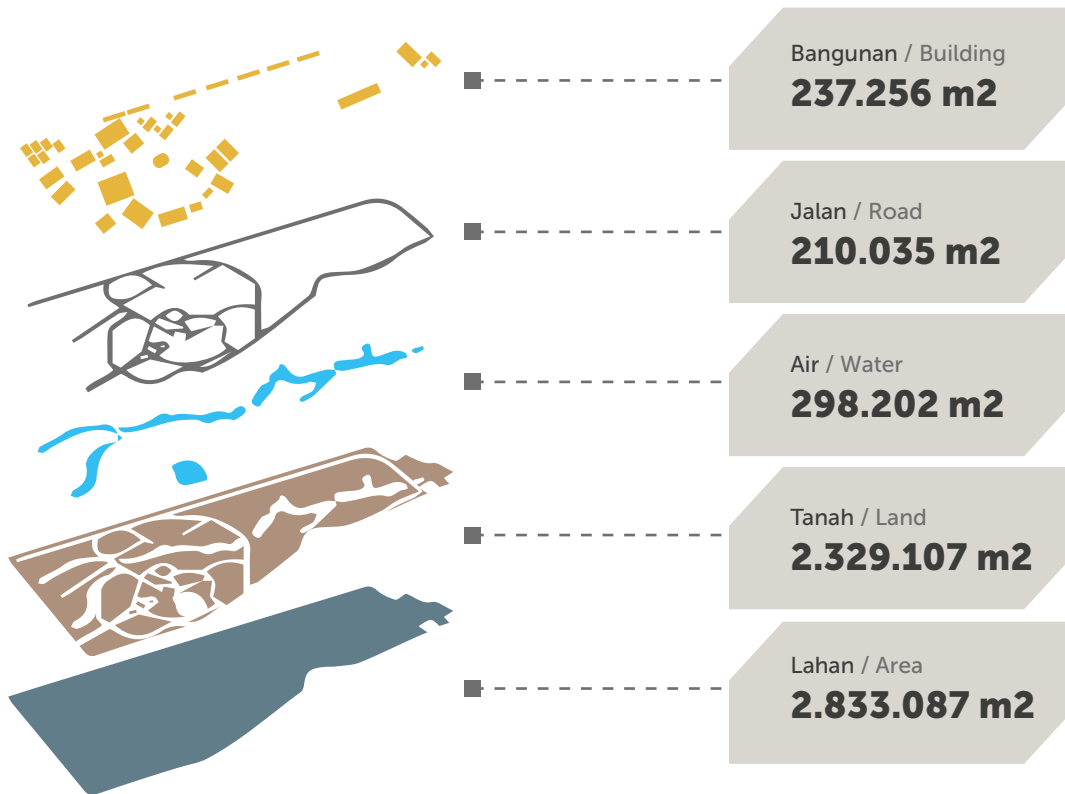 Bangunan / Building
237.256 m2
Jalan / Road
210.035 m2
Air / Water
298.202 m2
Tanah / Land
2.329.107 m2
Lahan / Area
2.833.087 m2